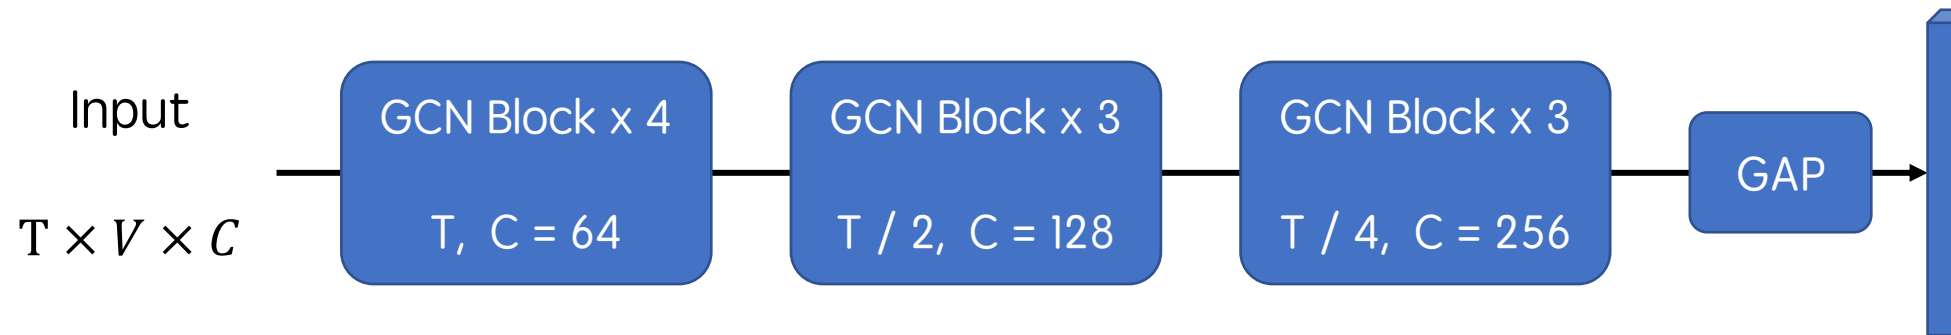 Input
T × V × C
GCN Block x 4
T, C = 64
GCN Block x 3
T / 2, C = 128
GCN Block x 3
T / 4, C = 256
GAP